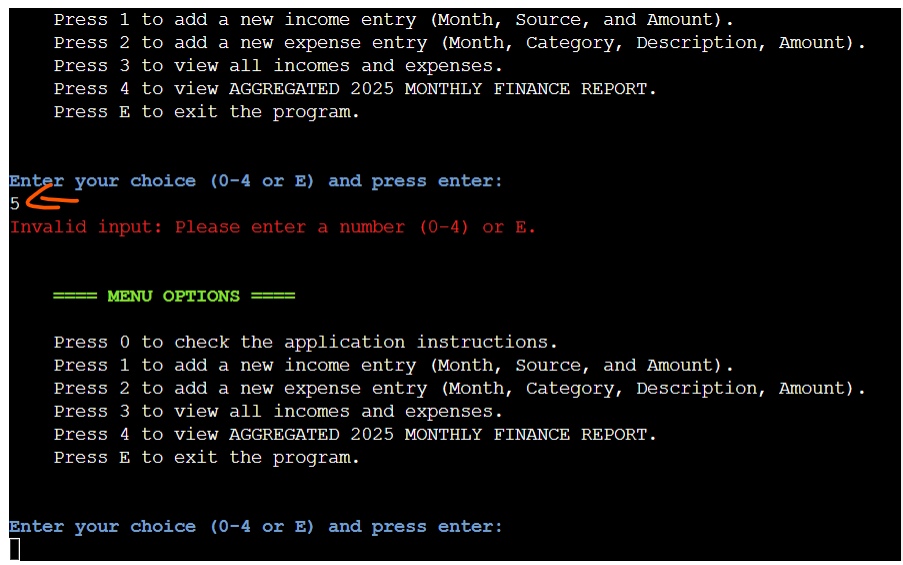 Press 1 to add a new income entry (Month, Source, and Amount).
Press 2 to add a new expense entry (Month, Category, Description, Amount).
Press 3 to view all incomes and expenses.
Press 4 to view AGGREGATED 2025 MONTHLY FINANCE REPORT.
Press E to exit the program.
Enter your choice (0-4 or E) and press enter:
5
Invalid input: Please enter a number (0-4) or E.
==== MENU OPTIONS ====
Press 0 to check the application instructions.
Press 1 to add a new income entry (Month, Source, and Amount).
Press 2 to add a new expense entry (Month, Category, Description, Amount).
Press 3 to view all incomes and expenses.
Press 4 to view AGGREGATED 2025 MONTHLY FINANCE REPORT.
Press E to exit the program.
Enter your choice (0-4 or E) and press enter: